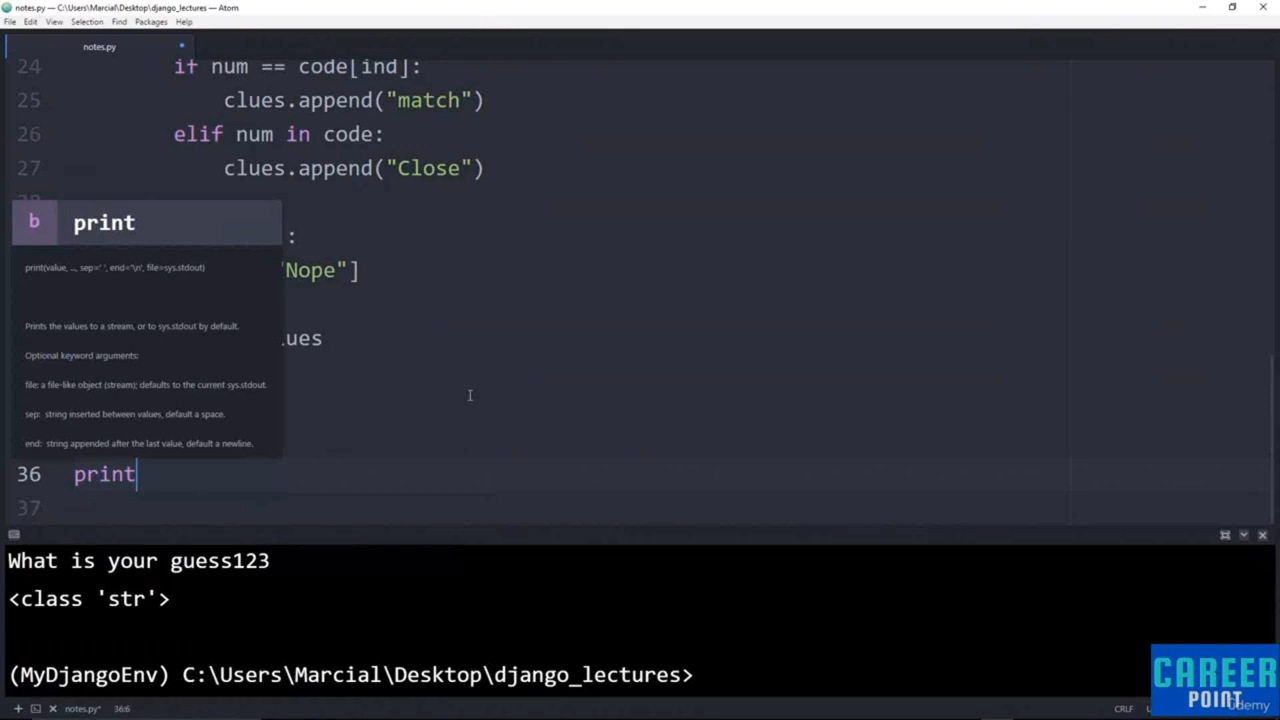 notes.py — C:\Users\Marcial\Desktop\django_lectures — Atom
File Edit View Selection Find Packages Help
notes.py
24 if num == code[ind]:
25 clues.append("match")
26 elif num in code:
27 clues.append("Close")
b print
:
print(value, ..., sep=' ', end='\n', file=sys.stdout)
Nope"]
Prints the values to a stream, or to sys.stdout by default.
ues
Optional keyword arguments:
file: a file-like object (stream); defaults to the current sys.stdout.
sep: string inserted between values, default a space.
end: string appended after the last value, default a newline.
36 print
37
What is your guess123
<class 'str'>
(MyDjangoEnv) C:\Users\Marcial\Desktop\django_lectures>
CAREER
POINT
ûdemy
notes.py* 36:6 CRLF